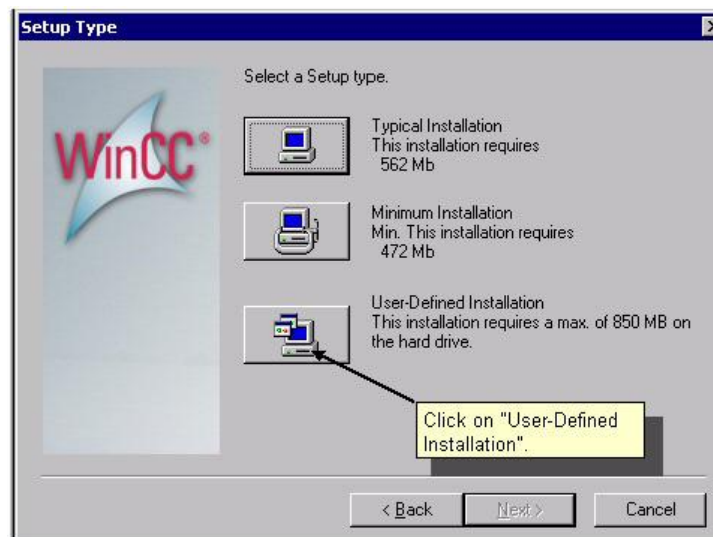 Setup Type
Select a Setup type.
WinCC®
Typical Installation
This installation requires
562 Mb
Minimum Installation
Min. This installation requires
472 Mb
User-Defined Installation
This installation requires a max. of 850 MB on
the hard drive.
Click on "User-Defined
Installation".
< Back
Next >
Cancel